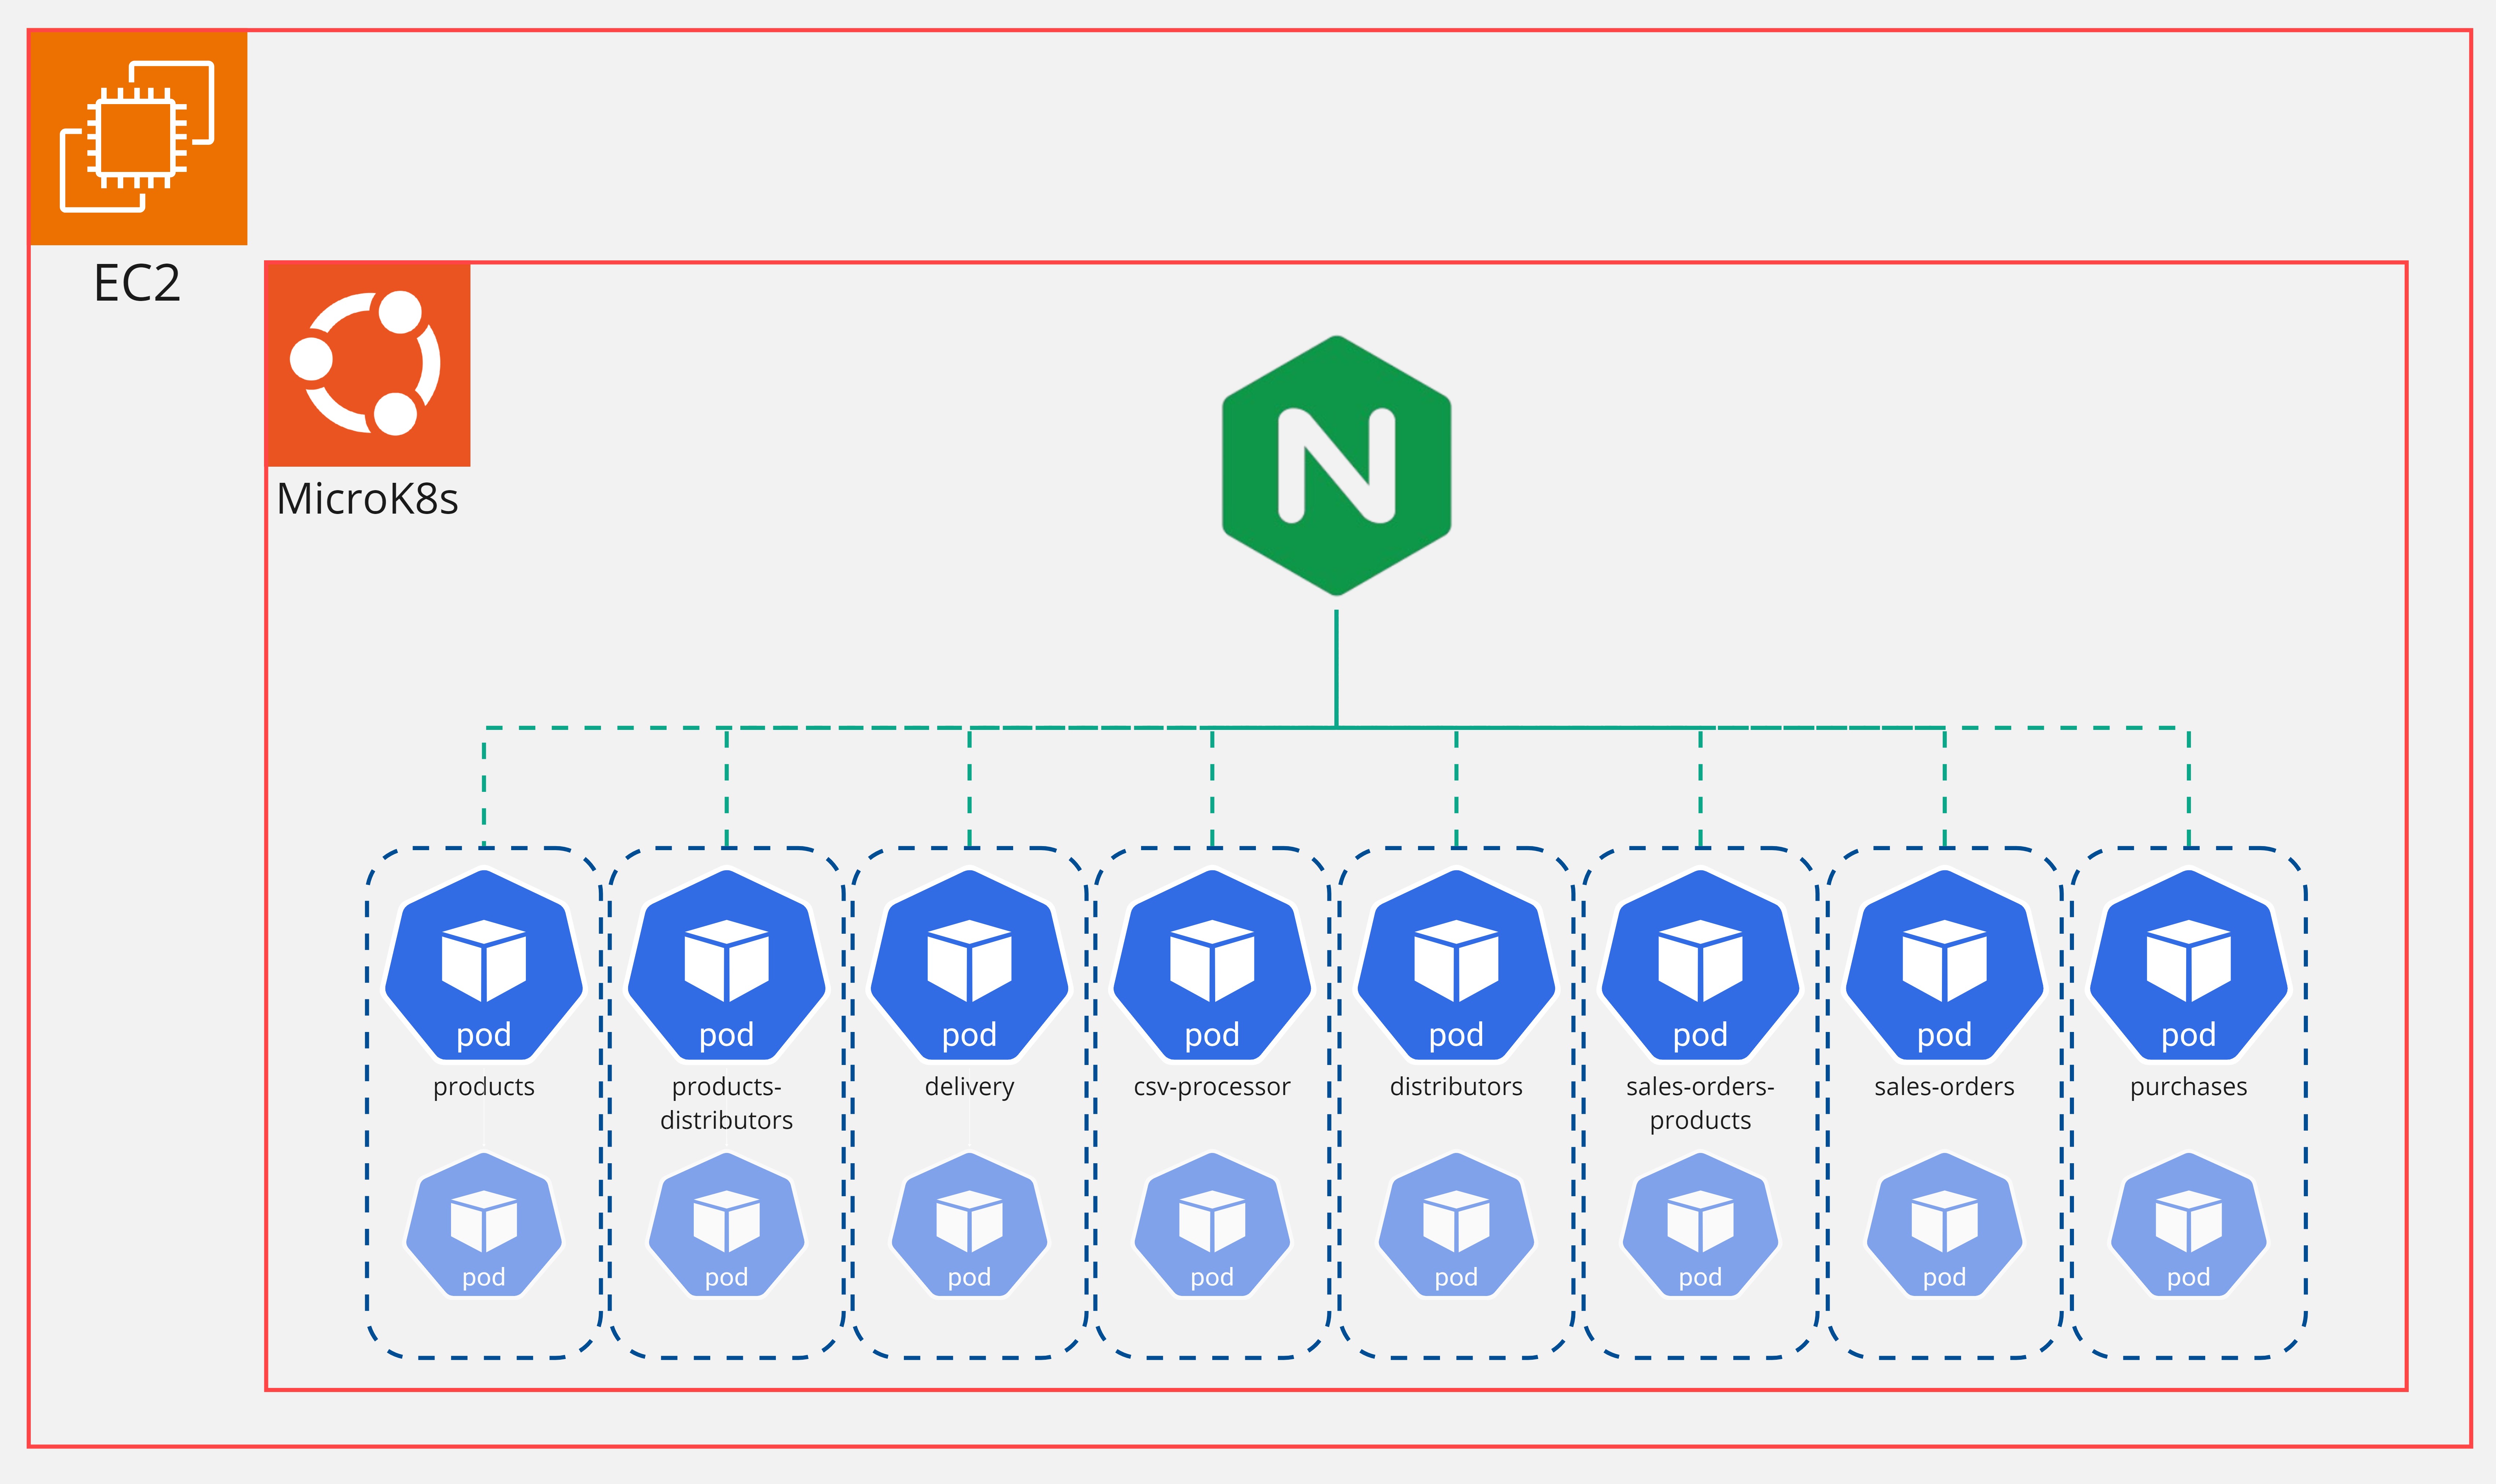 EC2
MicroK8s
N
pod
pod
pod
pod
pod
pod
pod
pod
products
products-
distributors
delivery
csv-processor
distributors
sales-orders-
products
sales-orders
purchases
pod
pod
pod
pod
pod
pod
pod
pod